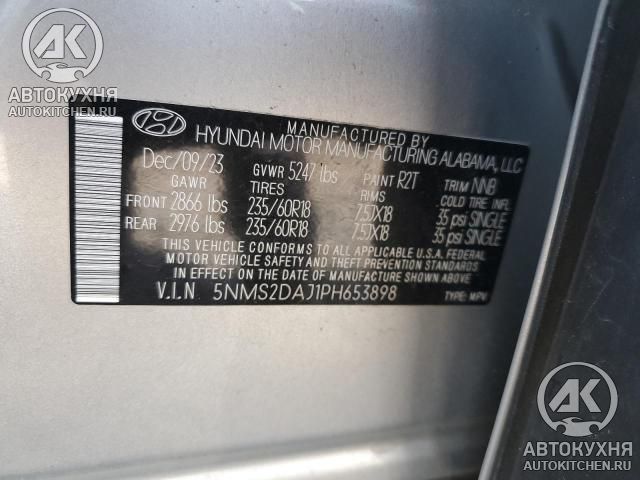 AK
АВТОКУХНЯ
AUTOKITCHEN.RU
MANUFACTURED BY
HYUNDAI MOTOR MANUFACTURING ALABAMA, LLC
Dec/09/23 GVWR 5247 lbs PAINT R2T TRIM NNB
GAWR TIRES RIMS COLD TIRE INFL
FRONT 2866 lbs 235/60R18 7.5JX18 35 psi SINGLE
REAR 2976 lbs 235/60R18 7.5JX18 35 psi SINGLE
THIS VEHICLE CONFORMS TO ALL APPLICABLE U.S.A. FEDERAL
MOTOR VEHICLE SAFETY AND THEFT PREVENTION STANDARDS
IN EFFECT ON THE DATE OF MANUFACTURE SHOWN ABOVE.
V.I.N 5NMS2DAJ1PH653898 TYPE: MPV
AK
АВТОКУХНЯ
AUTOKITCHEN.RU